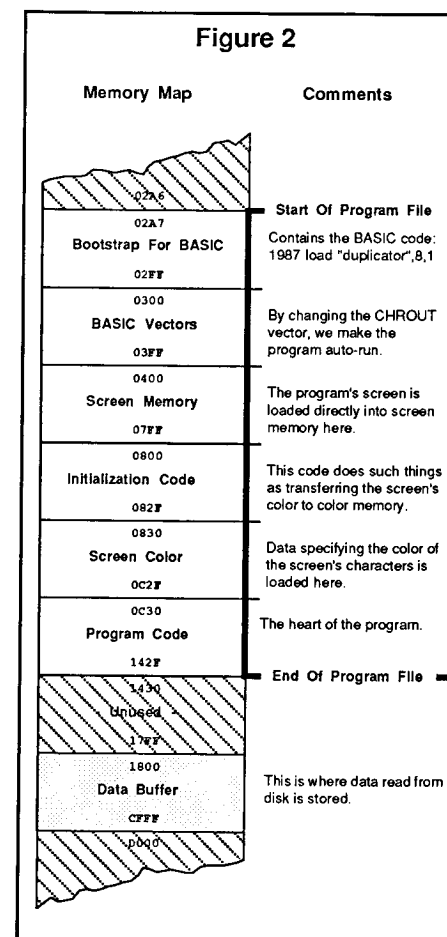 Figure 2
Memory Map
Comments
02A6
Start Of Program File
02A7
Bootstrap For BASIC
02FF
Contains the BASIC code:
1987 load "duplicator",8,1
0300
BASIC Vectors
03FF
By changing the CHROUT
vector, we make the
program auto-run.
0400
Screen Memory
07FF
The program's screen is
loaded directly into screen
memory here.
0800
Initialization Code
082F
This code does such things
as transferring the screen's
color to color memory.
0830
Screen Color
0C2F
Data specifying the color of
the screen's characters is
loaded here.
0C30
Program Code
142F
The heart of the program.
End Of Program File
1430
- Unused -
17FF
1800
Data Buffer
CFFF
This is where data read from
disk is stored.
D000